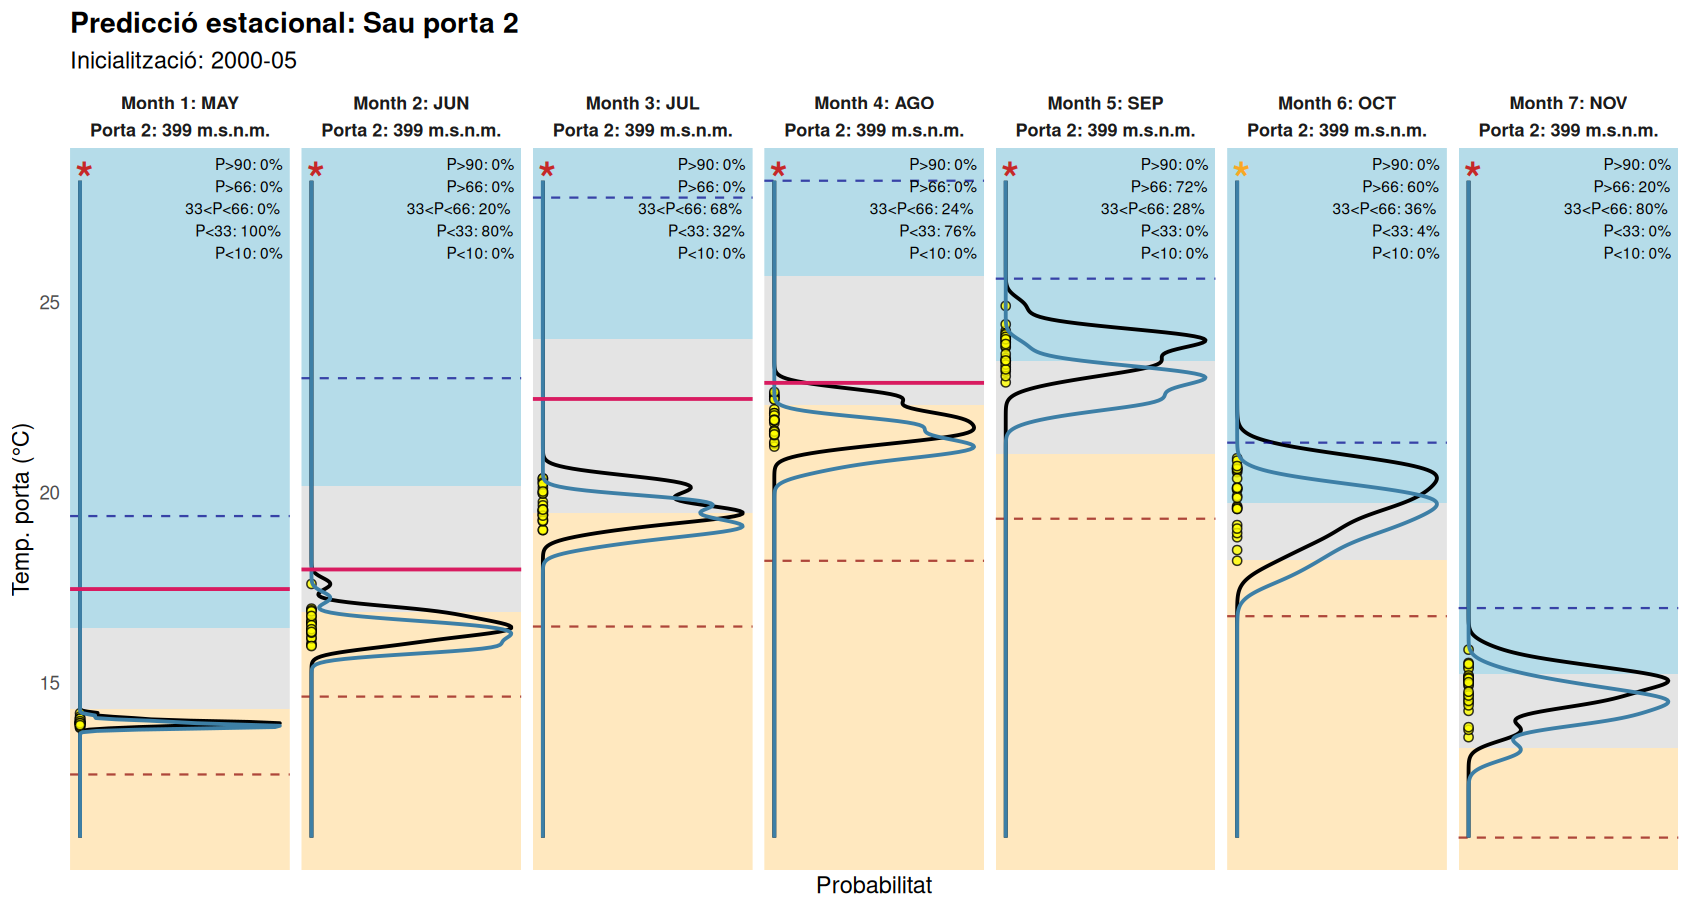 Predicció estacional: Sau porta 2
Inicialització: 2000-05
Month 1: MAY
Porta 2: 399 m.s.n.m.
Month 2: JUN
Porta 2: 399 m.s.n.m.
Month 3: JUL
Porta 2: 399 m.s.n.m.
Month 4: AGO
Porta 2: 399 m.s.n.m.
Month 5: SEP
Porta 2: 399 m.s.n.m.
Month 6: OCT
Porta 2: 399 m.s.n.m.
Month 7: NOV
Porta 2: 399 m.s.n.m.
*
P>90: 0%
P>66: 0%
33<P<66: 0%
P<33: 100%
P<10: 0%
*
P>90: 0%
P>66: 0%
33<P<66: 20%
P<33: 80%
P<10: 0%
*
P>90: 0%
P>66: 0%
33<P<66: 68%
P<33: 32%
P<10: 0%
*
P>90: 0%
P>66: 0%
33<P<66: 24%
P<33: 76%
P<10: 0%
*
P>90: 0%
P>66: 72%
33<P<66: 28%
P<33: 0%
P<10: 0%
*
P>90: 0%
P>66: 60%
33<P<66: 36%
P<33: 4%
P<10: 0%
*
P>90: 0%
P>66: 20%
33<P<66: 80%
P<33: 0%
P<10: 0%
25
20
15
Temp. porta (°C)
Probabilitat